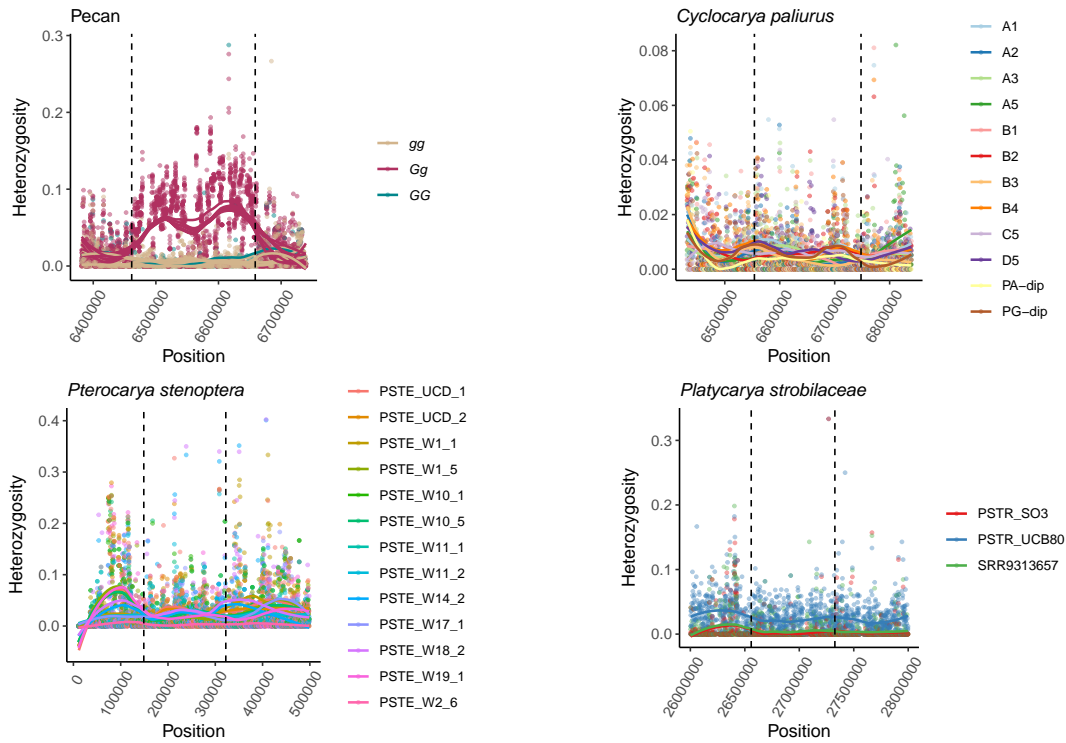 Pecan
Heterozygosity
0.3
0.2
0.1
0.0
6400000
6500000
6600000
6700000
Position
gg
Gg
GG
Cyclocarya paliurus
Heterozygosity
0.08
0.06
0.04
0.02
0.00
6500000
6600000
6700000
6800000
Position
A1
A2
A3
A5
B1
B2
B3
B4
C5
D5
PA−dip
PG−dip
Pterocarya stenoptera
Heterozygosity
0.4
0.3
0.2
0.1
0.0
0
100000
200000
300000
400000
500000
Position
PSTE_UCD_1
PSTE_UCD_2
PSTE_W1_1
PSTE_W1_5
PSTE_W10_1
PSTE_W10_5
PSTE_W11_1
PSTE_W11_2
PSTE_W14_2
PSTE_W17_1
PSTE_W18_2
PSTE_W19_1
PSTE_W2_6
Platycarya strobilaceae
Heterozygosity
0.3
0.2
0.1
0.0
26000000
26500000
27000000
27500000
28000000
Position
PSTR_SO3
PSTR_UCB80
SRR9313657